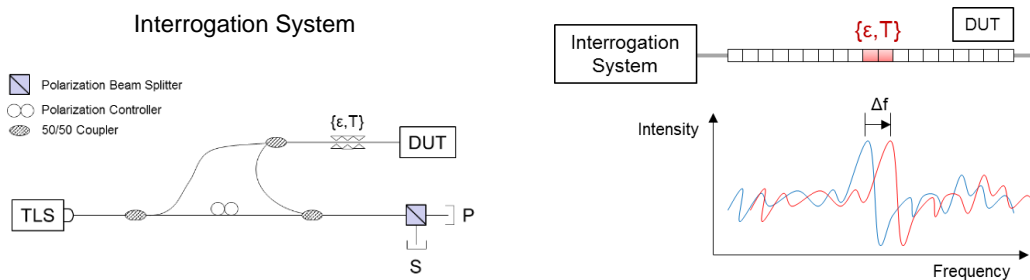 Interrogation System
Polarization Beam Splitter
Polarization Controller
50/50 Coupler
{ε,T}
DUT
TLS
P
S
{ε,T}
DUT
Interrogation
System
Δf
Intensity
Frequency